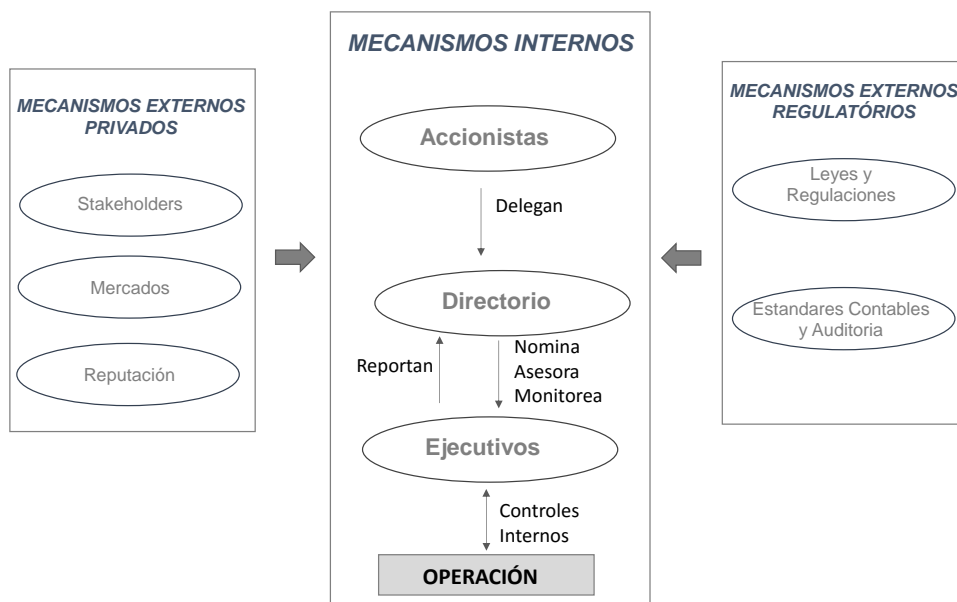 MECANISMOS EXTERNOS
PRIVADOS
Stakeholders
Mercados
Reputación
MECANISMOS INTERNOS
Accionistas
Delegan
Directorio
Reportan
Nomina
Asesora
Monitorea
Ejecutivos
Controles
Internos
OPERACIÓN
MECANISMOS EXTERNOS
REGULATÓRIOS
Leyes y
Regulaciones
Estandares Contables
y Auditoria